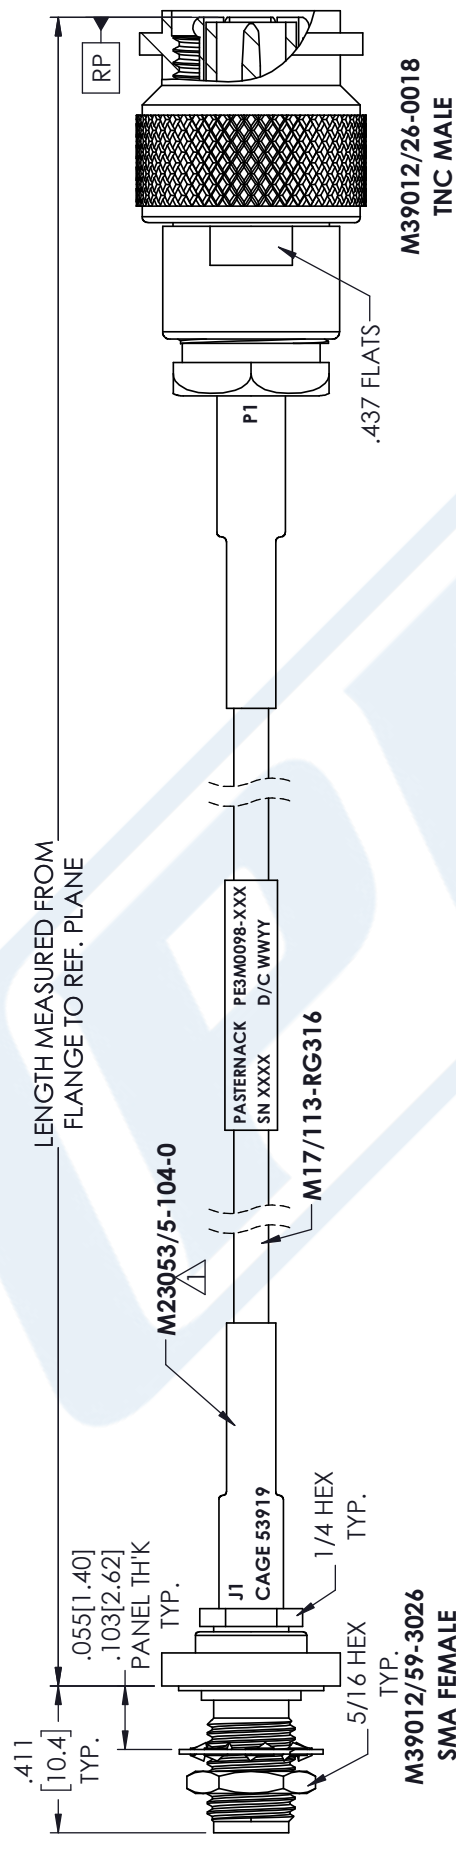 LENGTH MEASURED FROM
FLANGE TO REF. PLANE
RP
.411
[10.4]
TYP.
.055[1.40]
.103[2.62]
PANEL TH'K
TYP.
M23053/5-104-0
1
J1
CAGE 53919
PASTERNACK PE3M0098-XXX
SN XXXX D/C WWYY
P1
1/4 HEX
TYP.
5/16 HEX
TYP.
M17/113-RG316
.437 FLATS
M39012/59-3026
SMA FEMALE
M39012/26-0018
TNC MALE